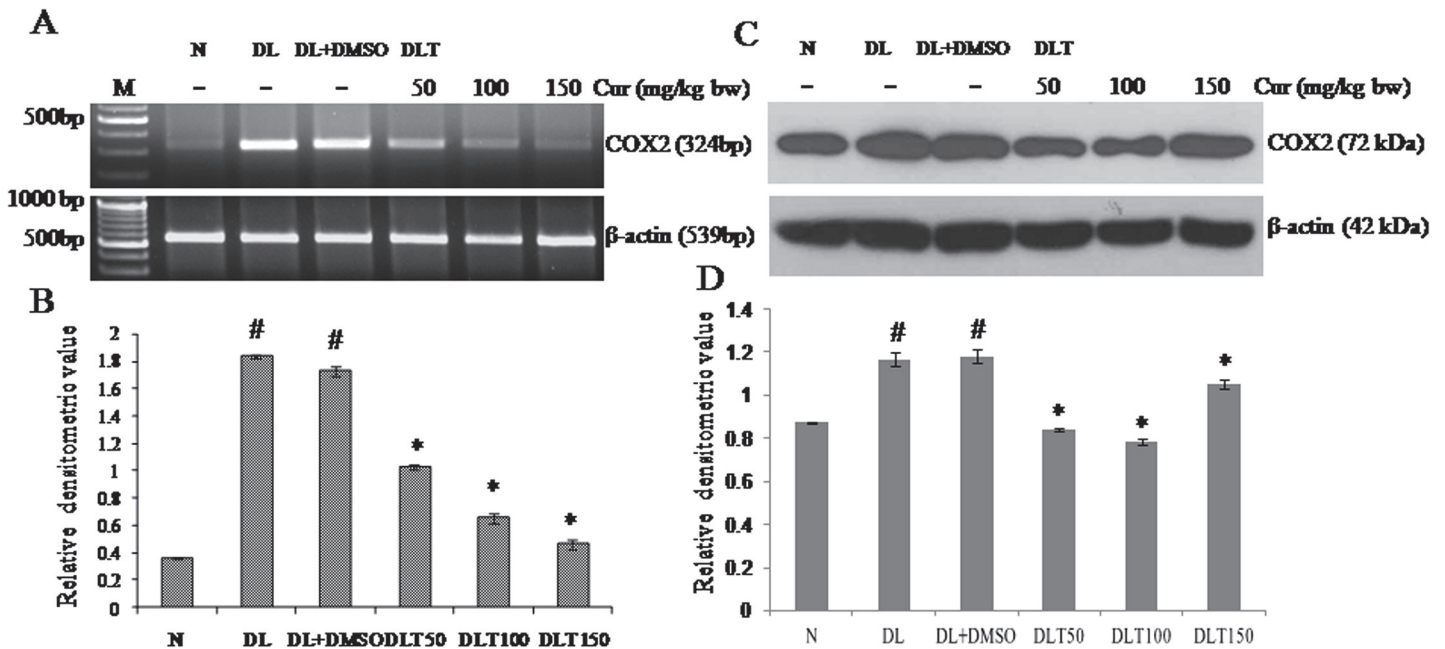 A
N DL DL+DMSO DLT
M – – – 50 100 150 Cur (mg/kg bw)
500bp
COX2 (324bp)
1000 bp
500bp
β-actin (539bp)
C
N DL DL+DMSO DLT
– – – 50 100 150 Cur (mg/kg bw)
COX2 (72 kDa)
β-actin (42 kDa)
B
Relative densitometrio value
2
1.8
1.6
1.4
1.2
1
0.8
0.6
0.4
0.2
0
# # * * *
N DL DL+DMSO DLT50 DLT100 DLT150
D
Relative densitometrio value
1.4
1.2
1
0.8
0.6
0.4
0.2
0
# # * * *
N DL DL+DMSO DLT50 DLT100 DLT150